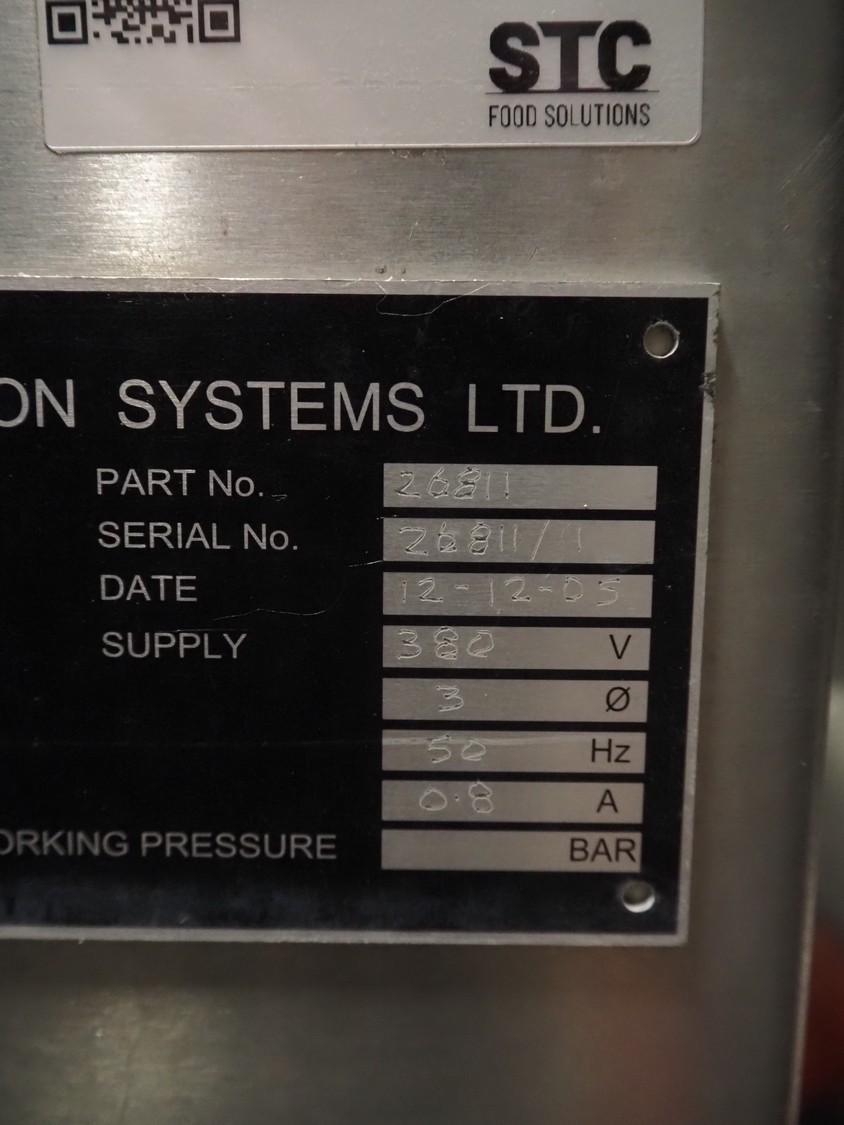 STC
FOOD SOLUTIONS
ON SYSTEMS LTD.
PART No. 26811
SERIAL No. 26811/11
DATE 12-12-05
SUPPLY 380 V
3 Ø
50 Hz
0.8 A
ORKING PRESSURE BAR